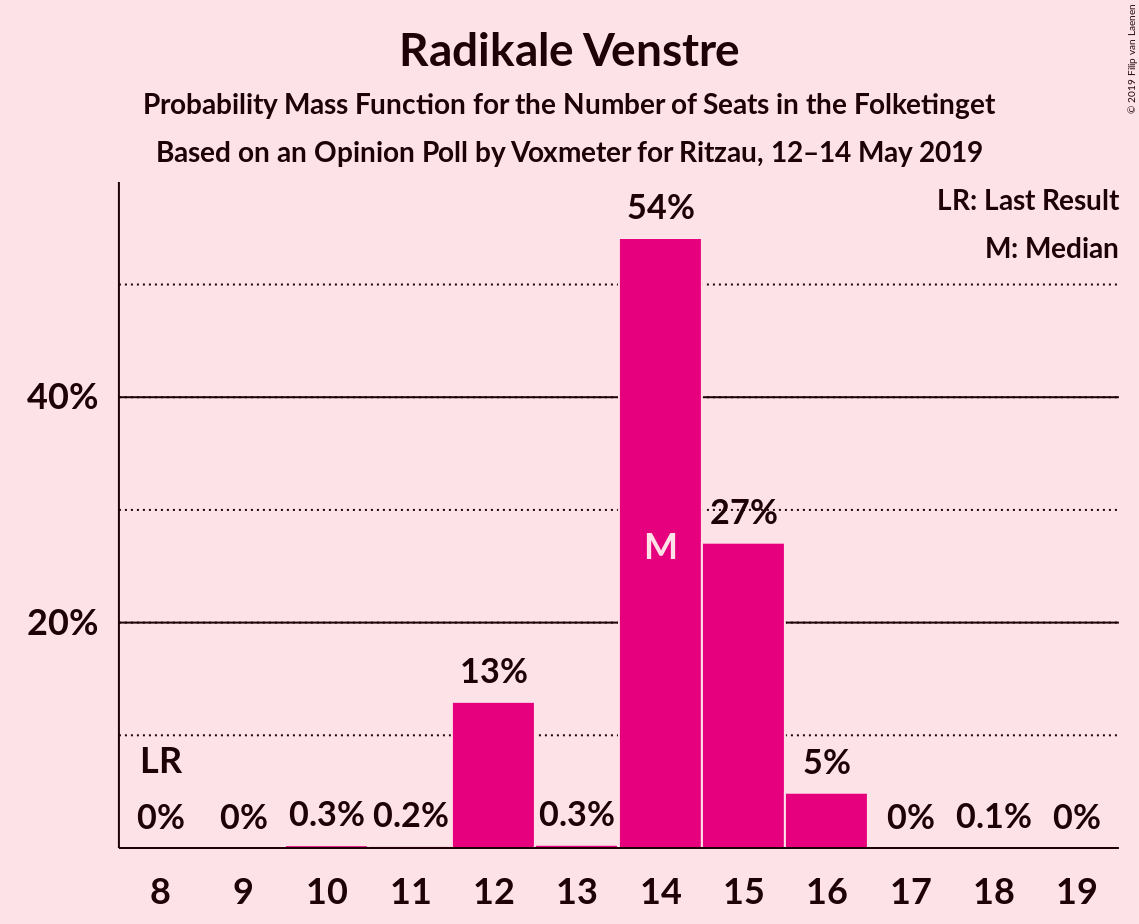 © 2019 Filip van Laenen
Radikale Venstre
Probability Mass Function for the Number of Seats in the Folketinget
Based on an Opinion Poll by Voxmeter for Ritzau, 12–14 May 2019
LR: Last Result
M: Median
54%
40%
27%
M
20%
13%
LR
5%
0% 0% 0.3% 0.2% 0.3% 0% 0.1% 0%
8 9 10 11 12 13 14 15 16 17 18 19